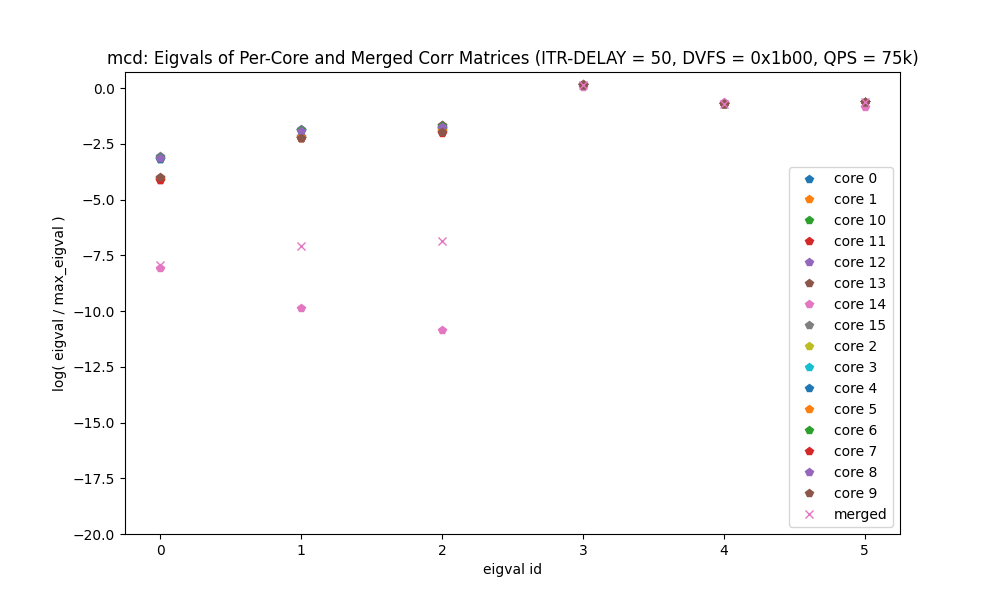 mcd: Eigvals of Per-Core and Merged Corr Matrices (ITR-DELAY = 50, DVFS = 0x1b00, QPS = 75k)
log( eigval / max_eigval )
0.0
−2.5
−5.0
−7.5
−10.0
−12.5
−15.0
−17.5
−20.0
core 0
core 1
core 10
core 11
core 12
core 13
core 14
core 15
core 2
core 3
core 4
core 5
core 6
core 7
core 8
core 9
merged
0 1 2 3 4 5
eigval id